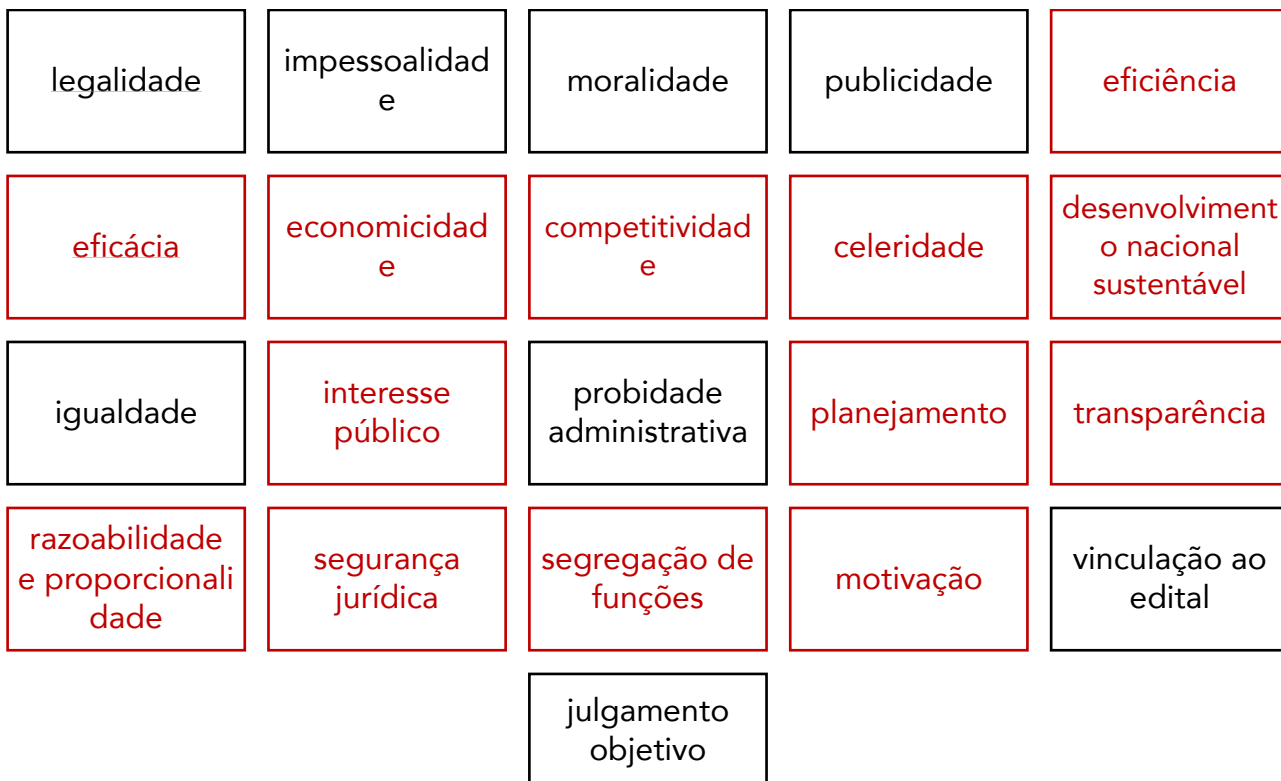 legalidade
impessoalidad
e
moralidade
publicidade
eficiência
eficácia
economicidad
e
competitividad
e
celeridade
desenvolviment
o nacional
sustentável
igualdade
interesse
público
probidade
administrativa
planejamento
transparência
razoabilidade
e proporcionali
dade
segurança
jurídica
segregação de
funções
motivação
vinculação ao
edital
julgamento
objetivo